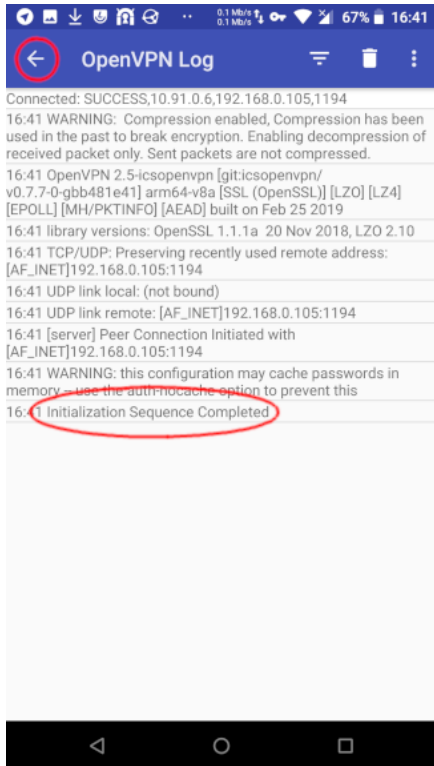 0.1 Mb/s
0.1 Mb/s
67%
16:41
OpenVPN Log
Connected: SUCCESS,10.91.0.6,192.168.0.105,1194
16:41 WARNING:  Compression enabled, Compression has been
used in the past to break encryption. Enabling decompression of
received packet only. Sent packets are not compressed.
16:41 OpenVPN 2.5-icsopenvpn [git:icsopenvpn/
v0.7.7-0-gbb481e41] arm64-v8a [SSL (OpenSSL)] [LZO] [LZ4]
[EPOLL] [MH/PKTINFO] [AEAD] built on Feb 25 2019
16:41 library versions: OpenSSL 1.1.1a  20 Nov 2018, LZO 2.10
16:41 TCP/UDP: Preserving recently used remote address:
[AF_INET]192.168.0.105:1194
16:41 UDP link local: (not bound)
16:41 UDP link remote: [AF_INET]192.168.0.105:1194
16:41 [server] Peer Connection Initiated with
[AF_INET]192.168.0.105:1194
16:41 WARNING: this configuration may cache passwords in
memory -- use the auth-nocache option to prevent this
16:41 Initialization Sequence Completed